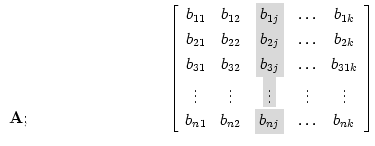 b11 b12 b1j … b1k
b21 b22 b2j … b2k
b31 b32 b3j … b31k
⋮ ⋮ ⋮ ⋮ ⋮
A; bn1 bn2 bnj … bnk